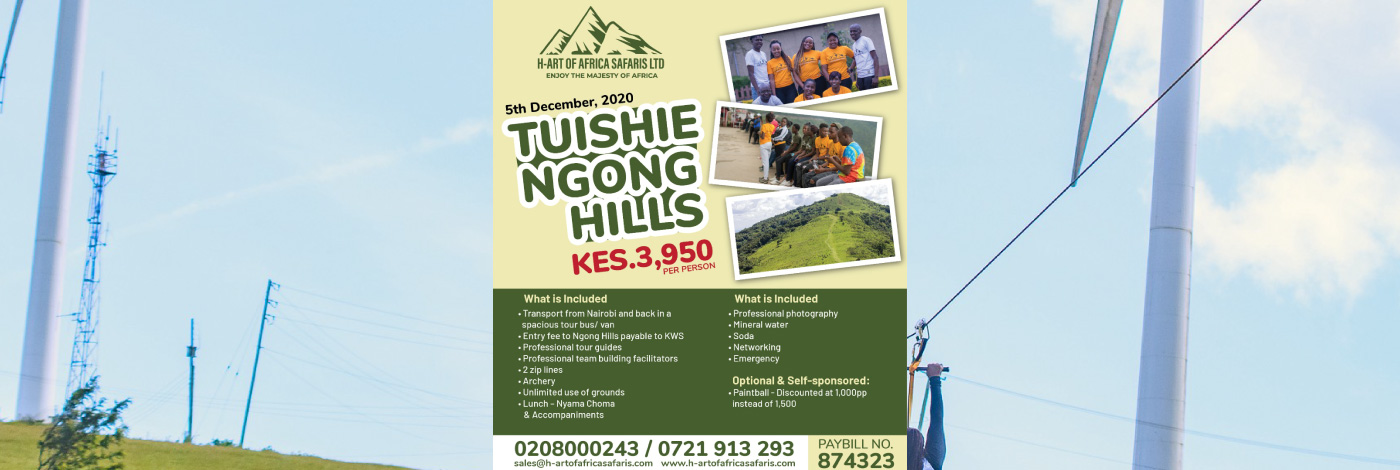 H-ART OF AFRICA SAFARIS LTD
ENJOY THE MAJESTY OF AFRICA
5th December, 2020
TUISHIE
NGONG
HILLS
KES.3,950
PER PERSON
What is Included
• Transport from Nairobi and back in a
spacious tour bus/ van
• Entry fee to Ngong Hills payable to KWS
• Professional tour guides
• Professional team building facilitators
• 2 zip lines
• Archery
• Unlimited use of grounds
• Lunch – Nyama Choma
& Accompaniments
What is Included
• Professional photography
• Mineral water
• Soda
• Networking
• Emergency
Optional & Self-sponsored:
• Paintball - Discounted at 1,000pp
instead of 1,500
0208000243 / 0721 913 293
sales@h-artofafricasafaris.com www.h-artofafricasafaris.com
PAYBILL NO.
874323